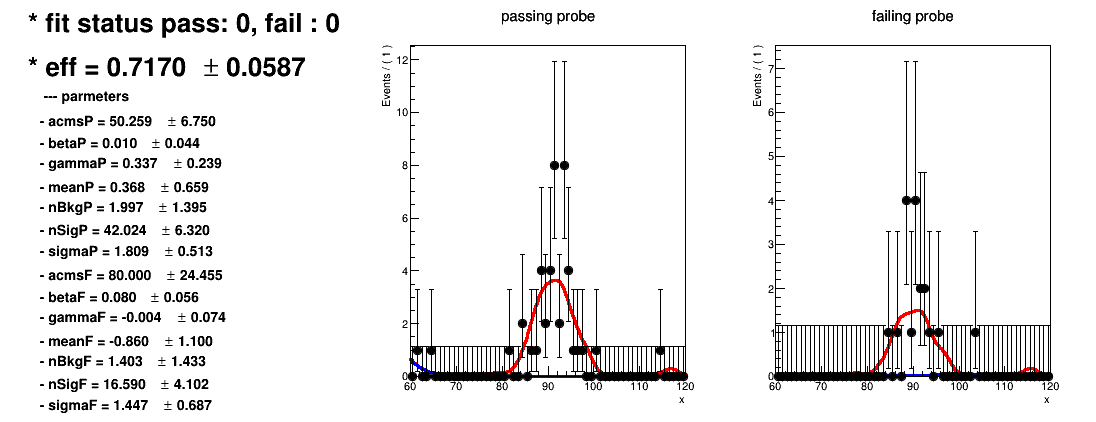 * fit status pass: 0, fail : 0
* eff = 0.7170 ± 0.0587
--- parmeters
- acmsP = 50.259 ± 6.750
- betaP = 0.010 ± 0.044
- gammaP = 0.337 ± 0.239
- meanP = 0.368 ± 0.659
- nBkgP = 1.997 ± 1.395
- nSigP = 42.024 ± 6.320
- sigmaP = 1.809 ± 0.513
- acmsF = 80.000 ± 24.455
- betaF = 0.080 ± 0.056
- gammaF = -0.004 ± 0.074
- meanF = -0.860 ± 1.100
- nBkgF = 1.403 ± 1.433
- nSigF = 16.590 ± 4.102
- sigmaF = 1.447 ± 0.687
passing probe
Events / ( 1 )
12
10
8
6
4
2
0
60 70 80 90 100 110 120
x
failing probe
Events / ( 1 )
7
6
5
4
3
2
1
0
60 70 80 90 100 110 120
x